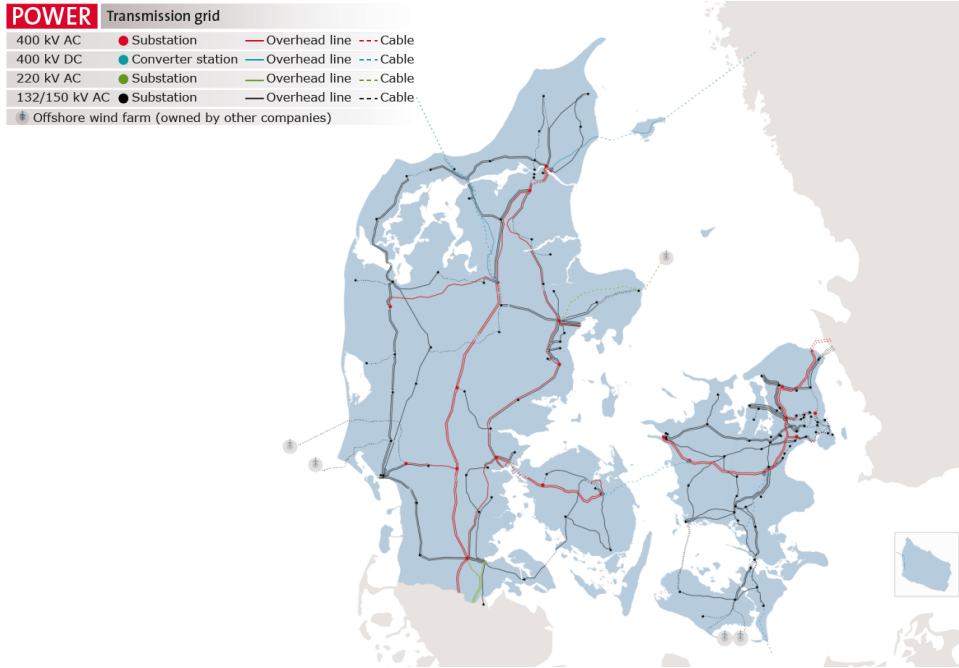 POWER Transmission grid
400 kV AC Substation Overhead line Cable
400 kV DC Converter station Overhead line Cable
220 kV AC Substation Overhead line Cable
132/150 kV AC Substation Overhead line Cable
Offshore wind farm (owned by other companies)